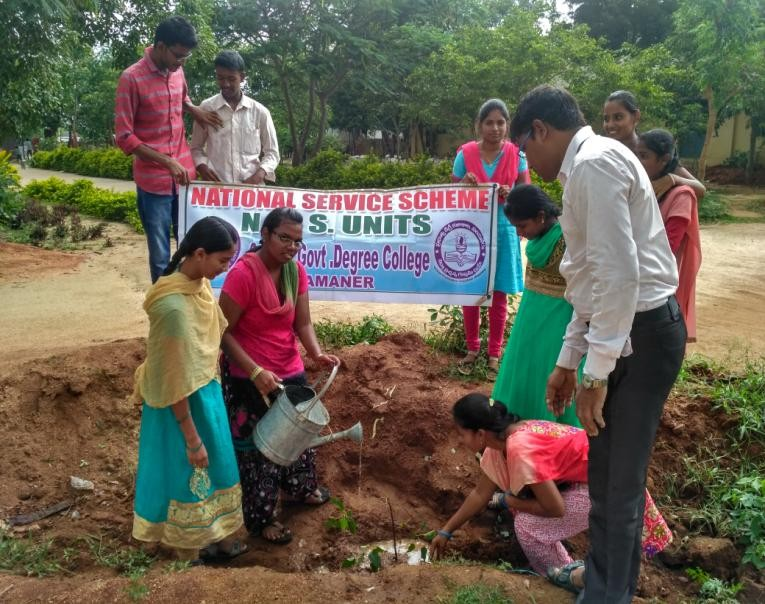 NATIONAL SERVICE SCHEME
N. S. S. UNITS
Govt .Degree College
AMANER